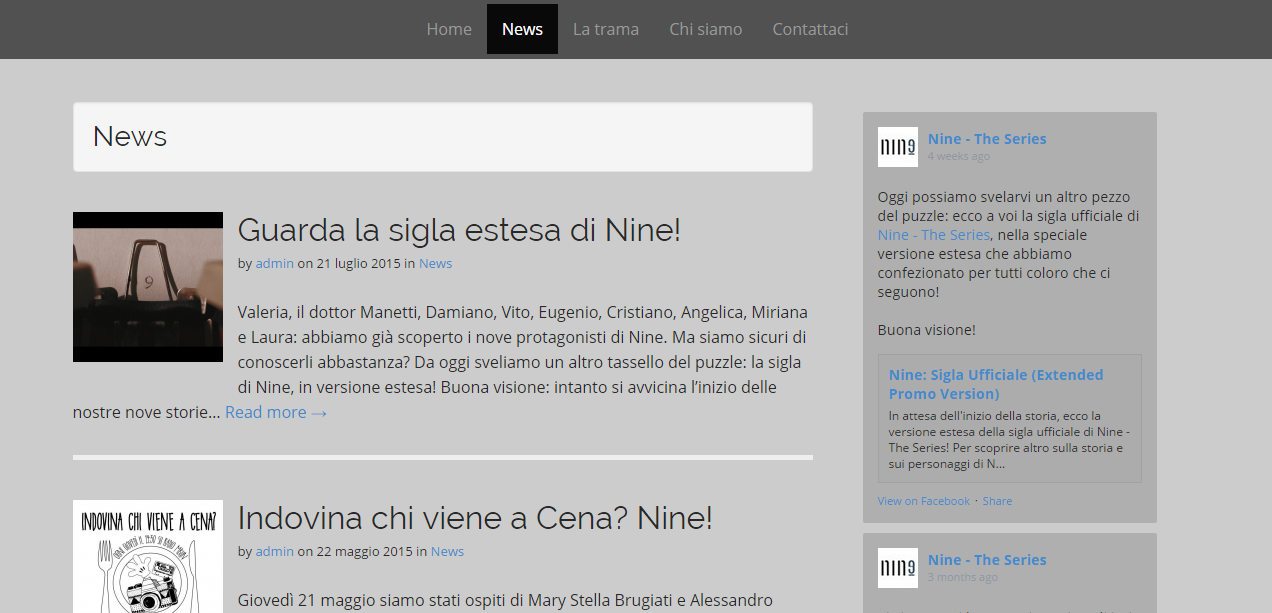 Home News La trama Chi siamo Contattaci
News
Guarda la sigla estesa di Nine!
by admin on 21 luglio 2015 in News
9
Valeria, il dottor Manetti, Damiano, Vito, Eugenio, Cristiano, Angelica, Miriana
e Laura: abbiamo già scoperto i nove protagonisti di Nine. Ma siamo sicuri di
conoscerli abbastanza? Da oggi sveliamo un altro tassello del puzzle: la sigla
di Nine, in versione estesa! Buona visione: intanto si avvicina l’inizio delle
nostre nove storie… Read more →
INDOVINA CHI VIENE A CENA?
Indovina chi viene a Cena? Nine!
by admin on 22 maggio 2015 in News
Giovedì 21 maggio siamo stati ospiti di Mary Stella Brugiati e Alessandro
nin9
Nine - The Series
4 weeks ago
Oggi possiamo svelarvi un altro pezzo
del puzzle: ecco a voi la sigla ufficiale di
Nine - The Series, nella speciale
versione estesa che abbiamo
confezionato per tutti coloro che ci
seguono!
Buona visione!
Nine: Sigla Ufficiale (Extended
Promo Version)
In attesa dell'inizio della storia, ecco la
versione estesa della sigla ufficiale di Nine -
The Series! Per scoprire altro sulla storia e
sui personaggi di N...
View on Facebook · Share
nin9
Nine - The Series
3 months ago